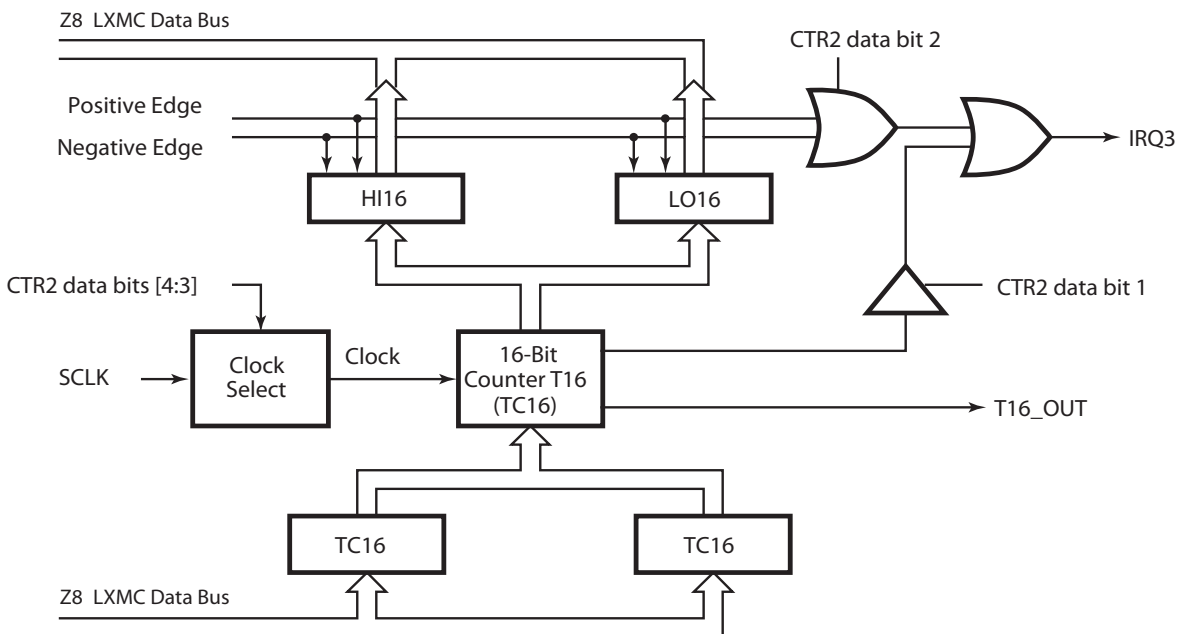 Z8 LXMC Data Bus
CTR2 data bit 2
Positive Edge
Negative Edge
IRQ3
HI16
LO16
CTR2 data bits [4:3]
CTR2 data bit 1
SCLK
Clock
Select
Clock
16-Bit
Counter T16
(TC16)
T16_OUT
TC16
TC16
Z8 LXMC Data Bus